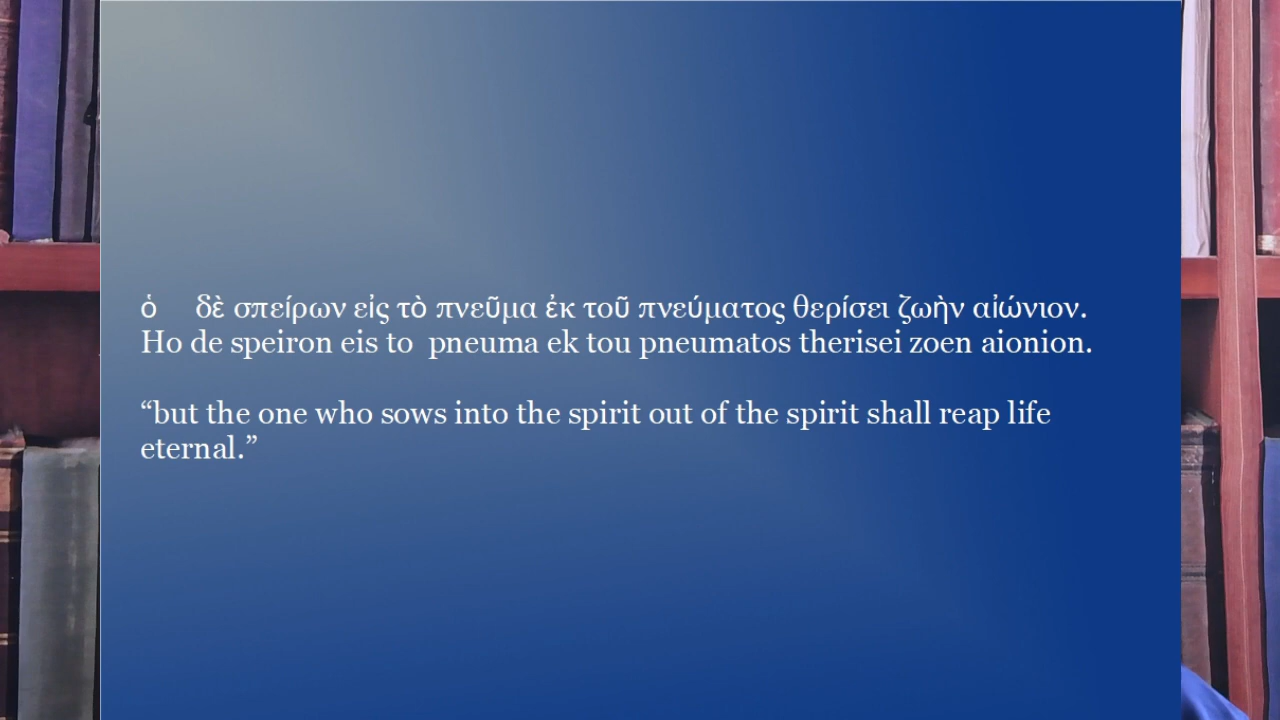 ὁ δὲ σπείρων εἰς τὸ πνεῦμα ἐκ τοῦ πνεύματος θερίσει ζωὴν αἰώνιον.
Ho de speiron eis to pneuma ek tou pneumatos therisei zoen aionion.
“but the one who sows into the spirit out of the spirit shall reap life
eternal.”